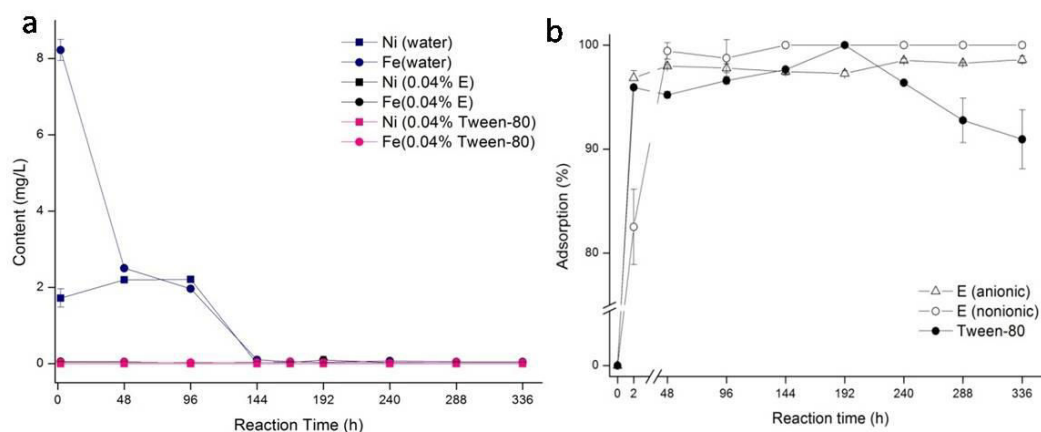 a
Ni (water)
Fe(water)
Ni (0.04% E)
Fe(0.04% E)
Ni (0.04% Tween-80)
Fe(0.04% Tween-80)
Content (mg/L)
8
6
4
2
0
0 48 96 144 192 240 288 336
Reaction Time (h)
b
Adsorption (%)
100
90
80
0
E (anionic)
E (nonionic)
Tween-80
0 2 48 96 144 192 240 288 336
Reaction time (h)